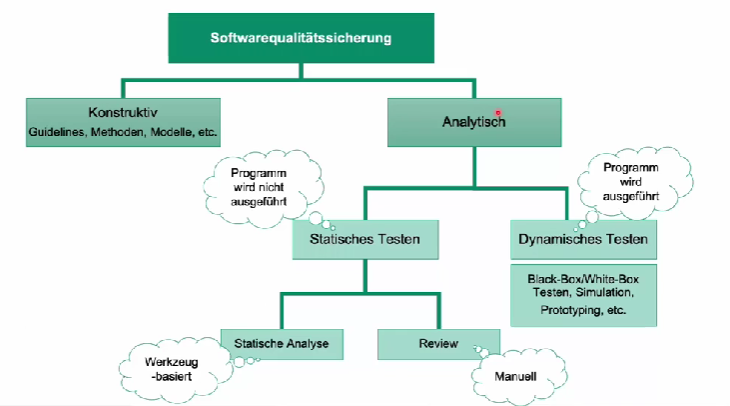 Softwarequalitätssicherung
Konstruktiv
Guidelines, Methoden, Modelle, etc.
Analytisch
Programm
wird nicht
ausgeführt
Programm
wird
ausgeführt
Statisches Testen
Dynamisches Testen
Black-Box/White-Box
Testen, Simulation,
Prototyping, etc.
Statische Analyse
Review
Werkzeug
-basiert
Manuell